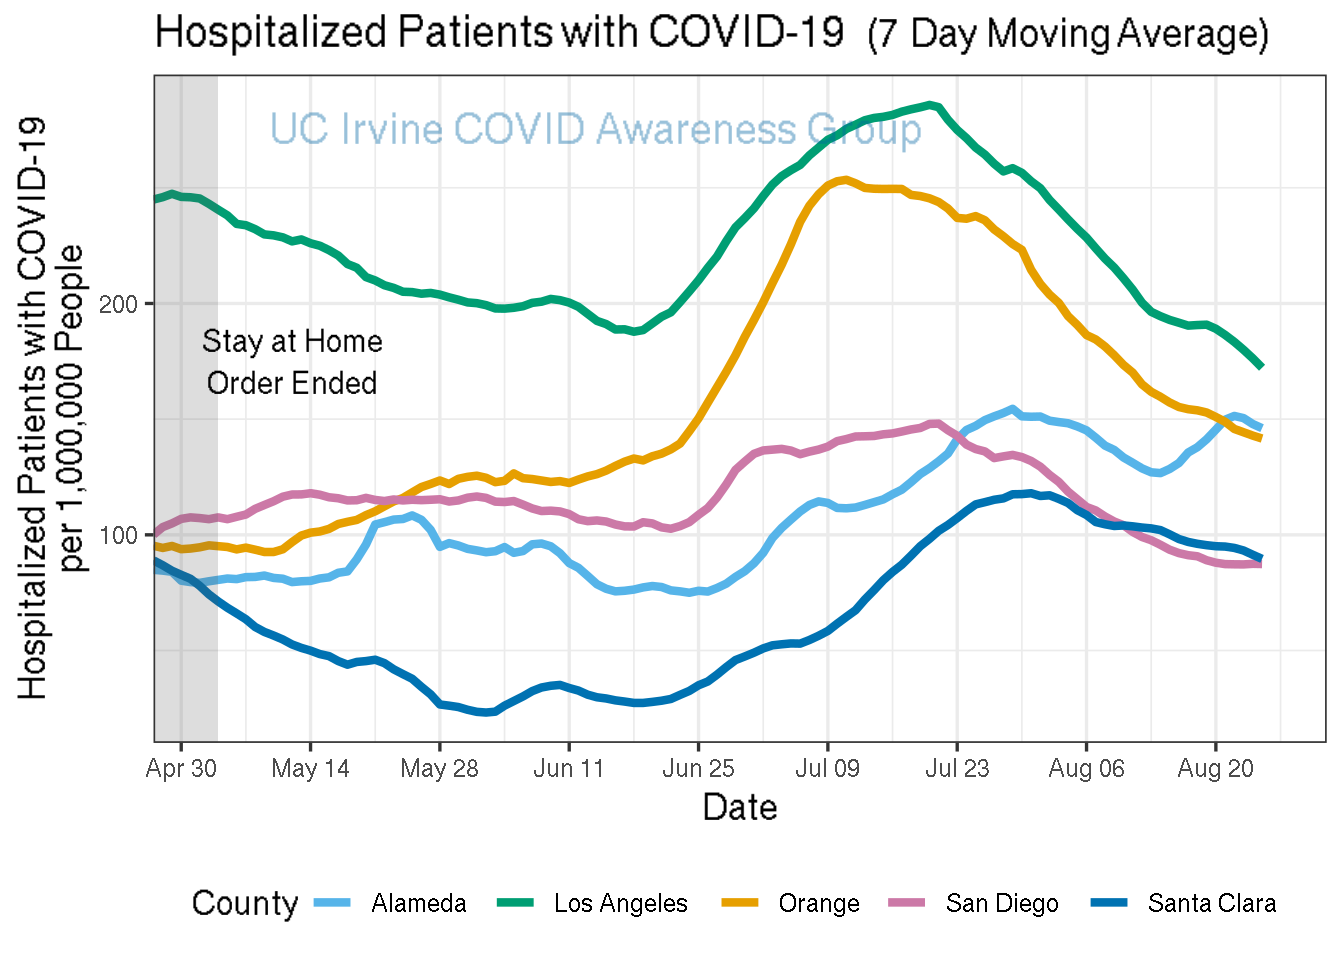 Hospitalized Patients with COVID-19 (7 Day Moving Average)
UC Irvine COVID Awareness Group
Hospitalized Patients with COVID-19
per 1,000,000 People
200
100
Stay at Home
Order Ended
Apr 30 May 14 May 28 Jun 11 Jun 25 Jul 09 Jul 23 Aug 06 Aug 20
Date
County Alameda Los Angeles Orange San Diego Santa Clara